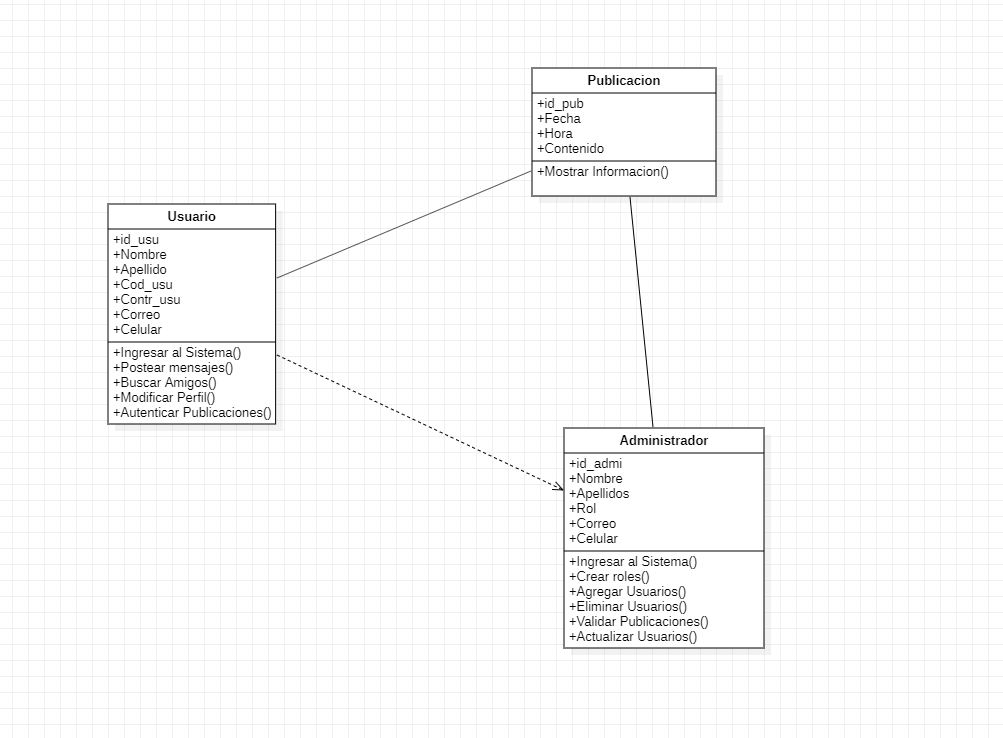 Publicacion
+id_pub
+Fecha
+Hora
+Contenido
+Mostrar Informacion()
Usuario
+id_usu
+Nombre
+Apellido
+Cod_usu
+Contr_usu
+Correo
+Celular
+Ingresar al Sistema()
+Postear mensajes()
+Buscar Amigos()
+Modificar Perfil()
+Autenticar Publicaciones()
Administrador
+id_admi
+Nombre
+Apellidos
+Rol
+Correo
+Celular
+Ingresar al Sistema()
+Crear roles()
+Agregar Usuarios()
+Eliminar Usuarios()
+Validar Publicaciones()
+Actualizar Usuarios()